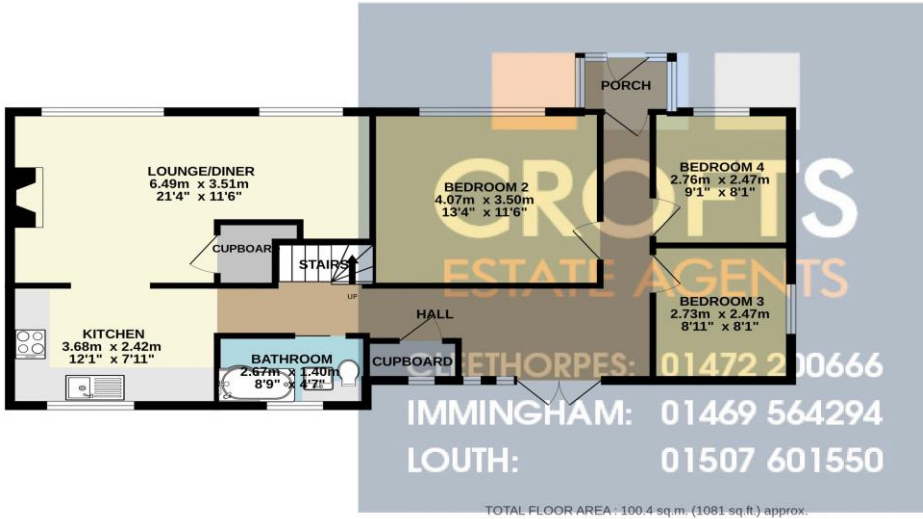 PORCH
LOUNGE/DINER
6.49m x 3.51m
21'4" x 11'6"
BEDROOM 2
4.07m x 3.50m
13'4" x 11'6"
BEDROOM 4
2.76m x 2.47m
9'1" x 8'1"
CROFTS
ESTATE AGENTS
CUPBOARD
STAIRS
UP
HALL
BEDROOM 3
2.73m x 2.47m
8'11" x 8'1"
KITCHEN
3.68m x 2.42m
12'1" x 7'11"
BATHROOM
2.67m x 1.40m
8'9" x 4'7"
CUPBOARD
CLEETHORPES: 01472 200666
IMMINGHAM: 01469 564294
LOUTH: 01507 601550
TOTAL FLOOR AREA : 100.4 sq.m. (1081 sq.ft.) approx.